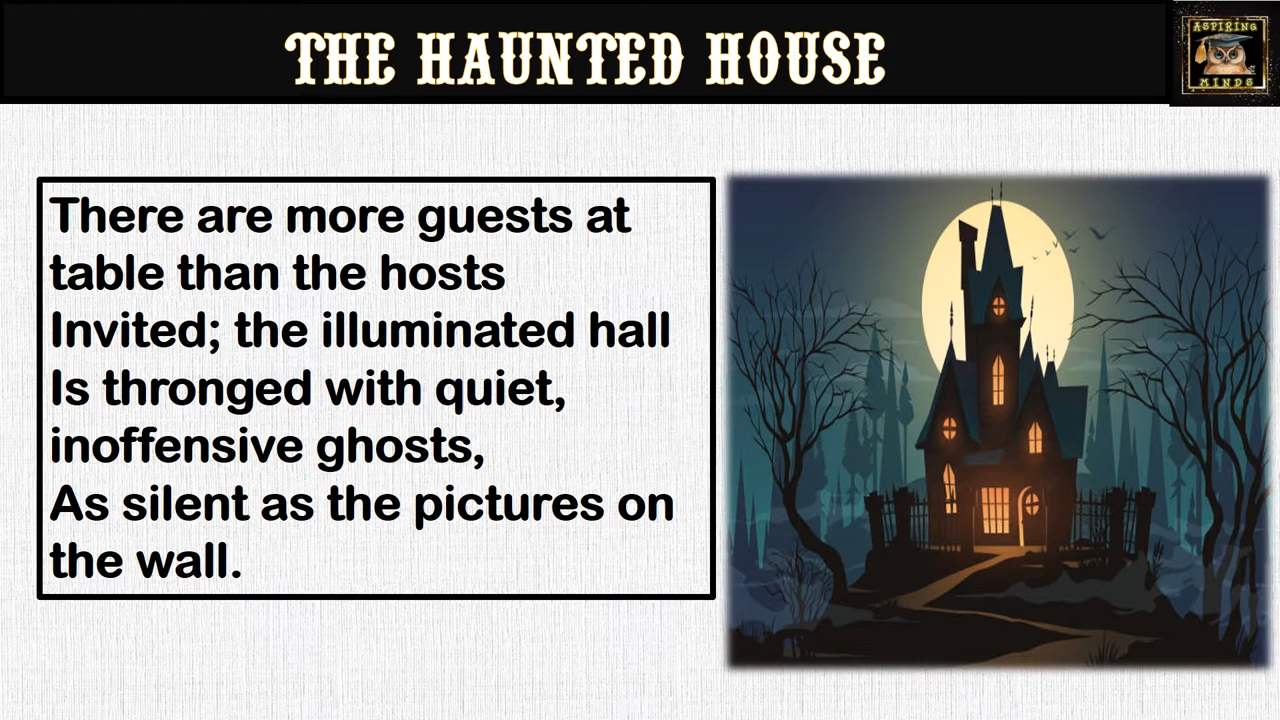 THE HAUNTED HOUSE
ASPIRING
MINDS
There are more guests at
table than the hosts
Invited; the illuminated hall
Is thronged with quiet,
inoffensive ghosts,
As silent as the pictures on
the wall.